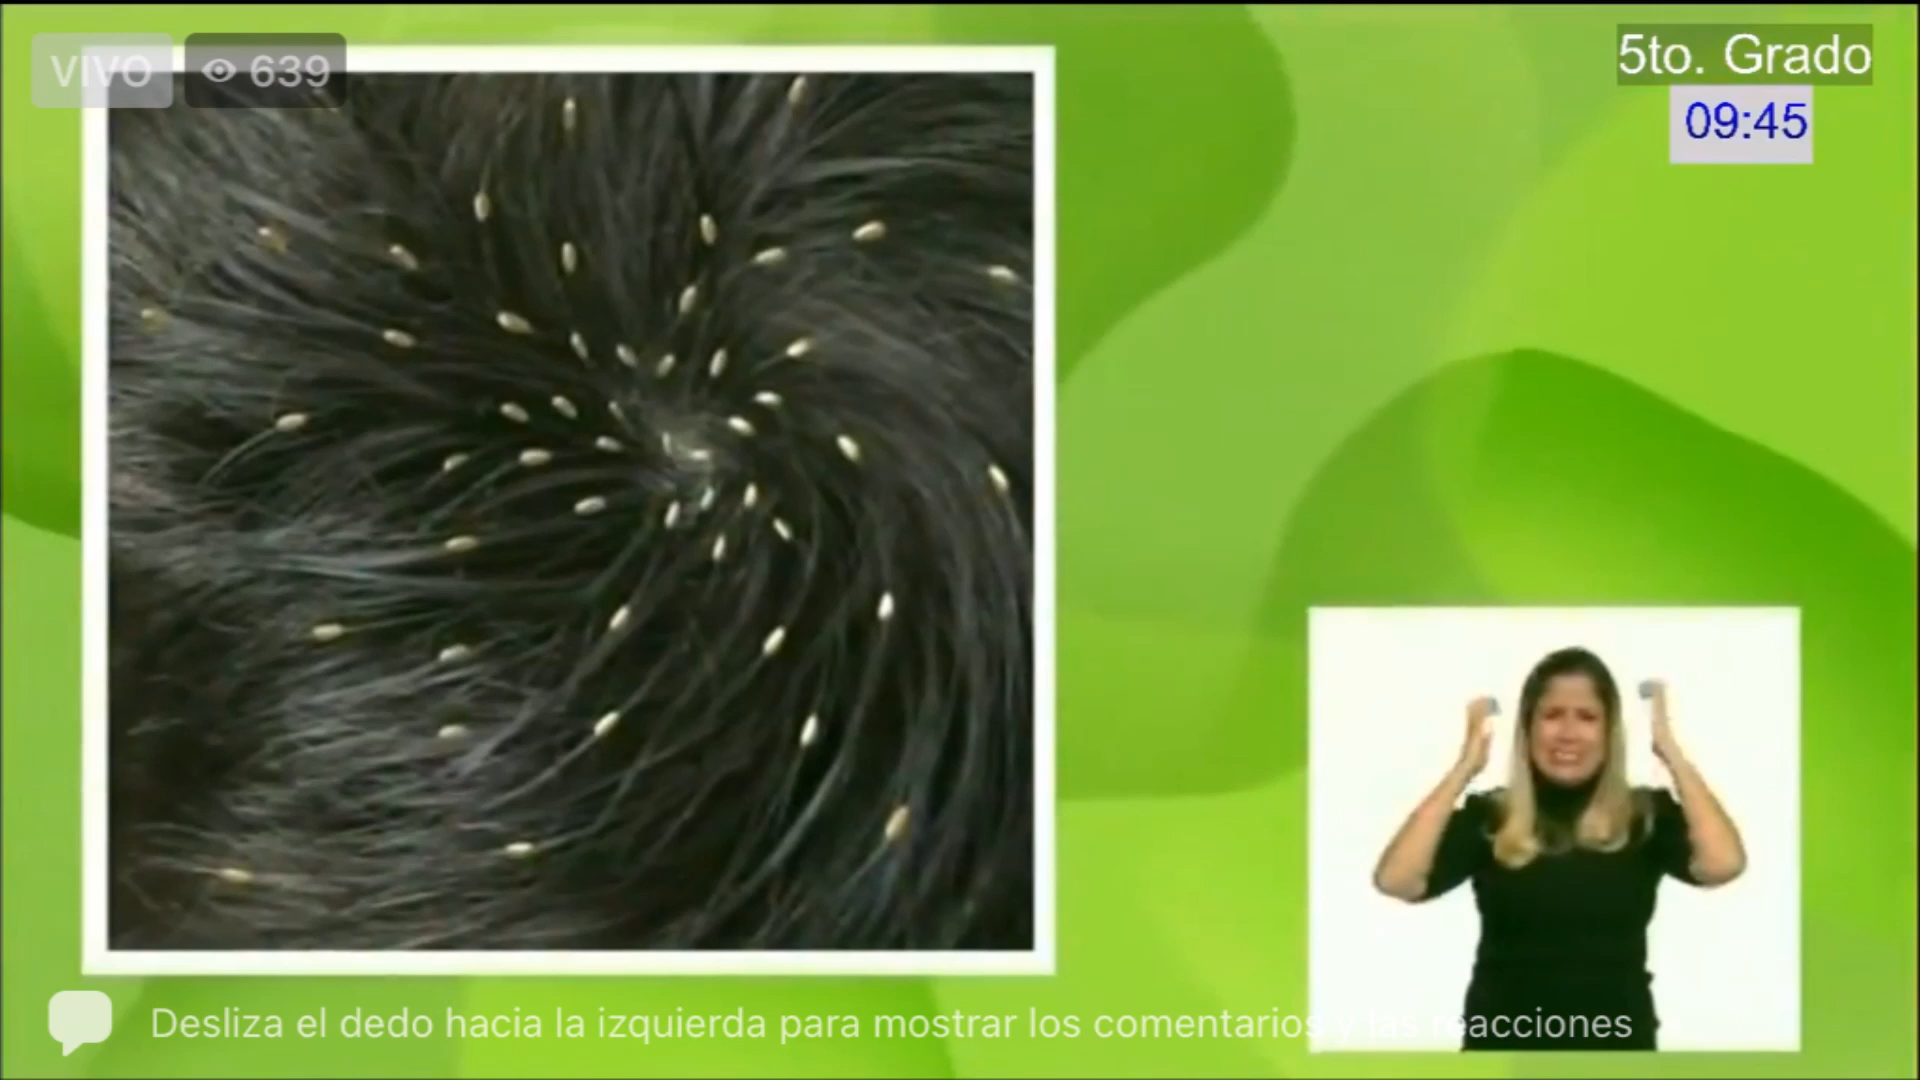 VIVO 639
5to. Grado
09:45
Desliza el dedo hacia la izquierda para mostrar los comentarios y las reacciones